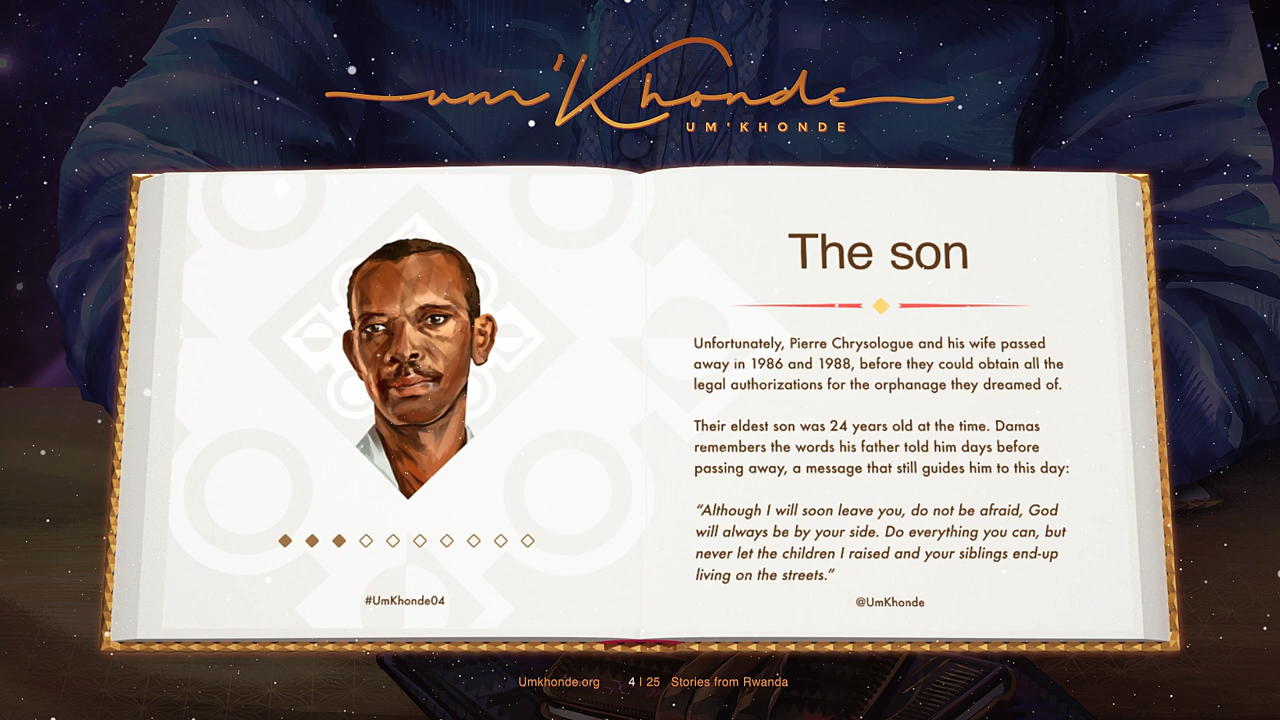 um'Khonde
UM'KHONDE
The son
Unfortunately, Pierre Chrysologue and his wife passed
away in 1986 and 1988, before they could obtain all the
legal authorizations for the orphanage they dreamed of.
Their eldest son was 24 years old at the time. Damas
remembers the words his father told him days before
passing away, a message that still guides him to this day:
“Although I will soon leave you, do not be afraid, God
will always be by your side. Do everything you can, but
never let the children I raised and your siblings end-up
living on the streets.”
#UmKhonde04
@UmKhonde
Umkhonde.org 4 | 25 Stories from Rwanda